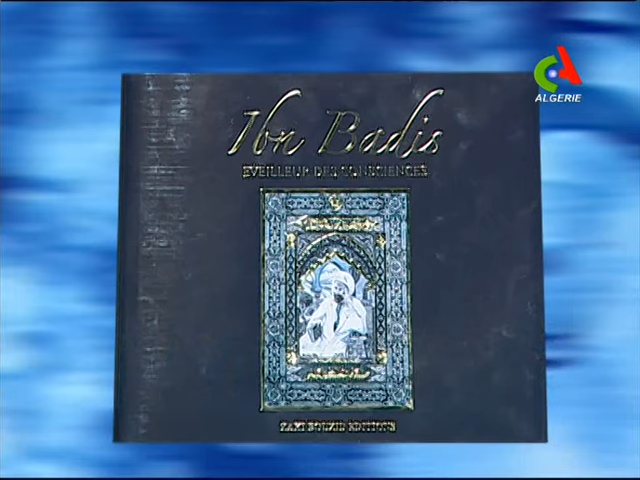 Ibn Badis
EVEILLEUR DES CONSCIENCES
ZAKI BOUZID EDITIONS
ALGERIE